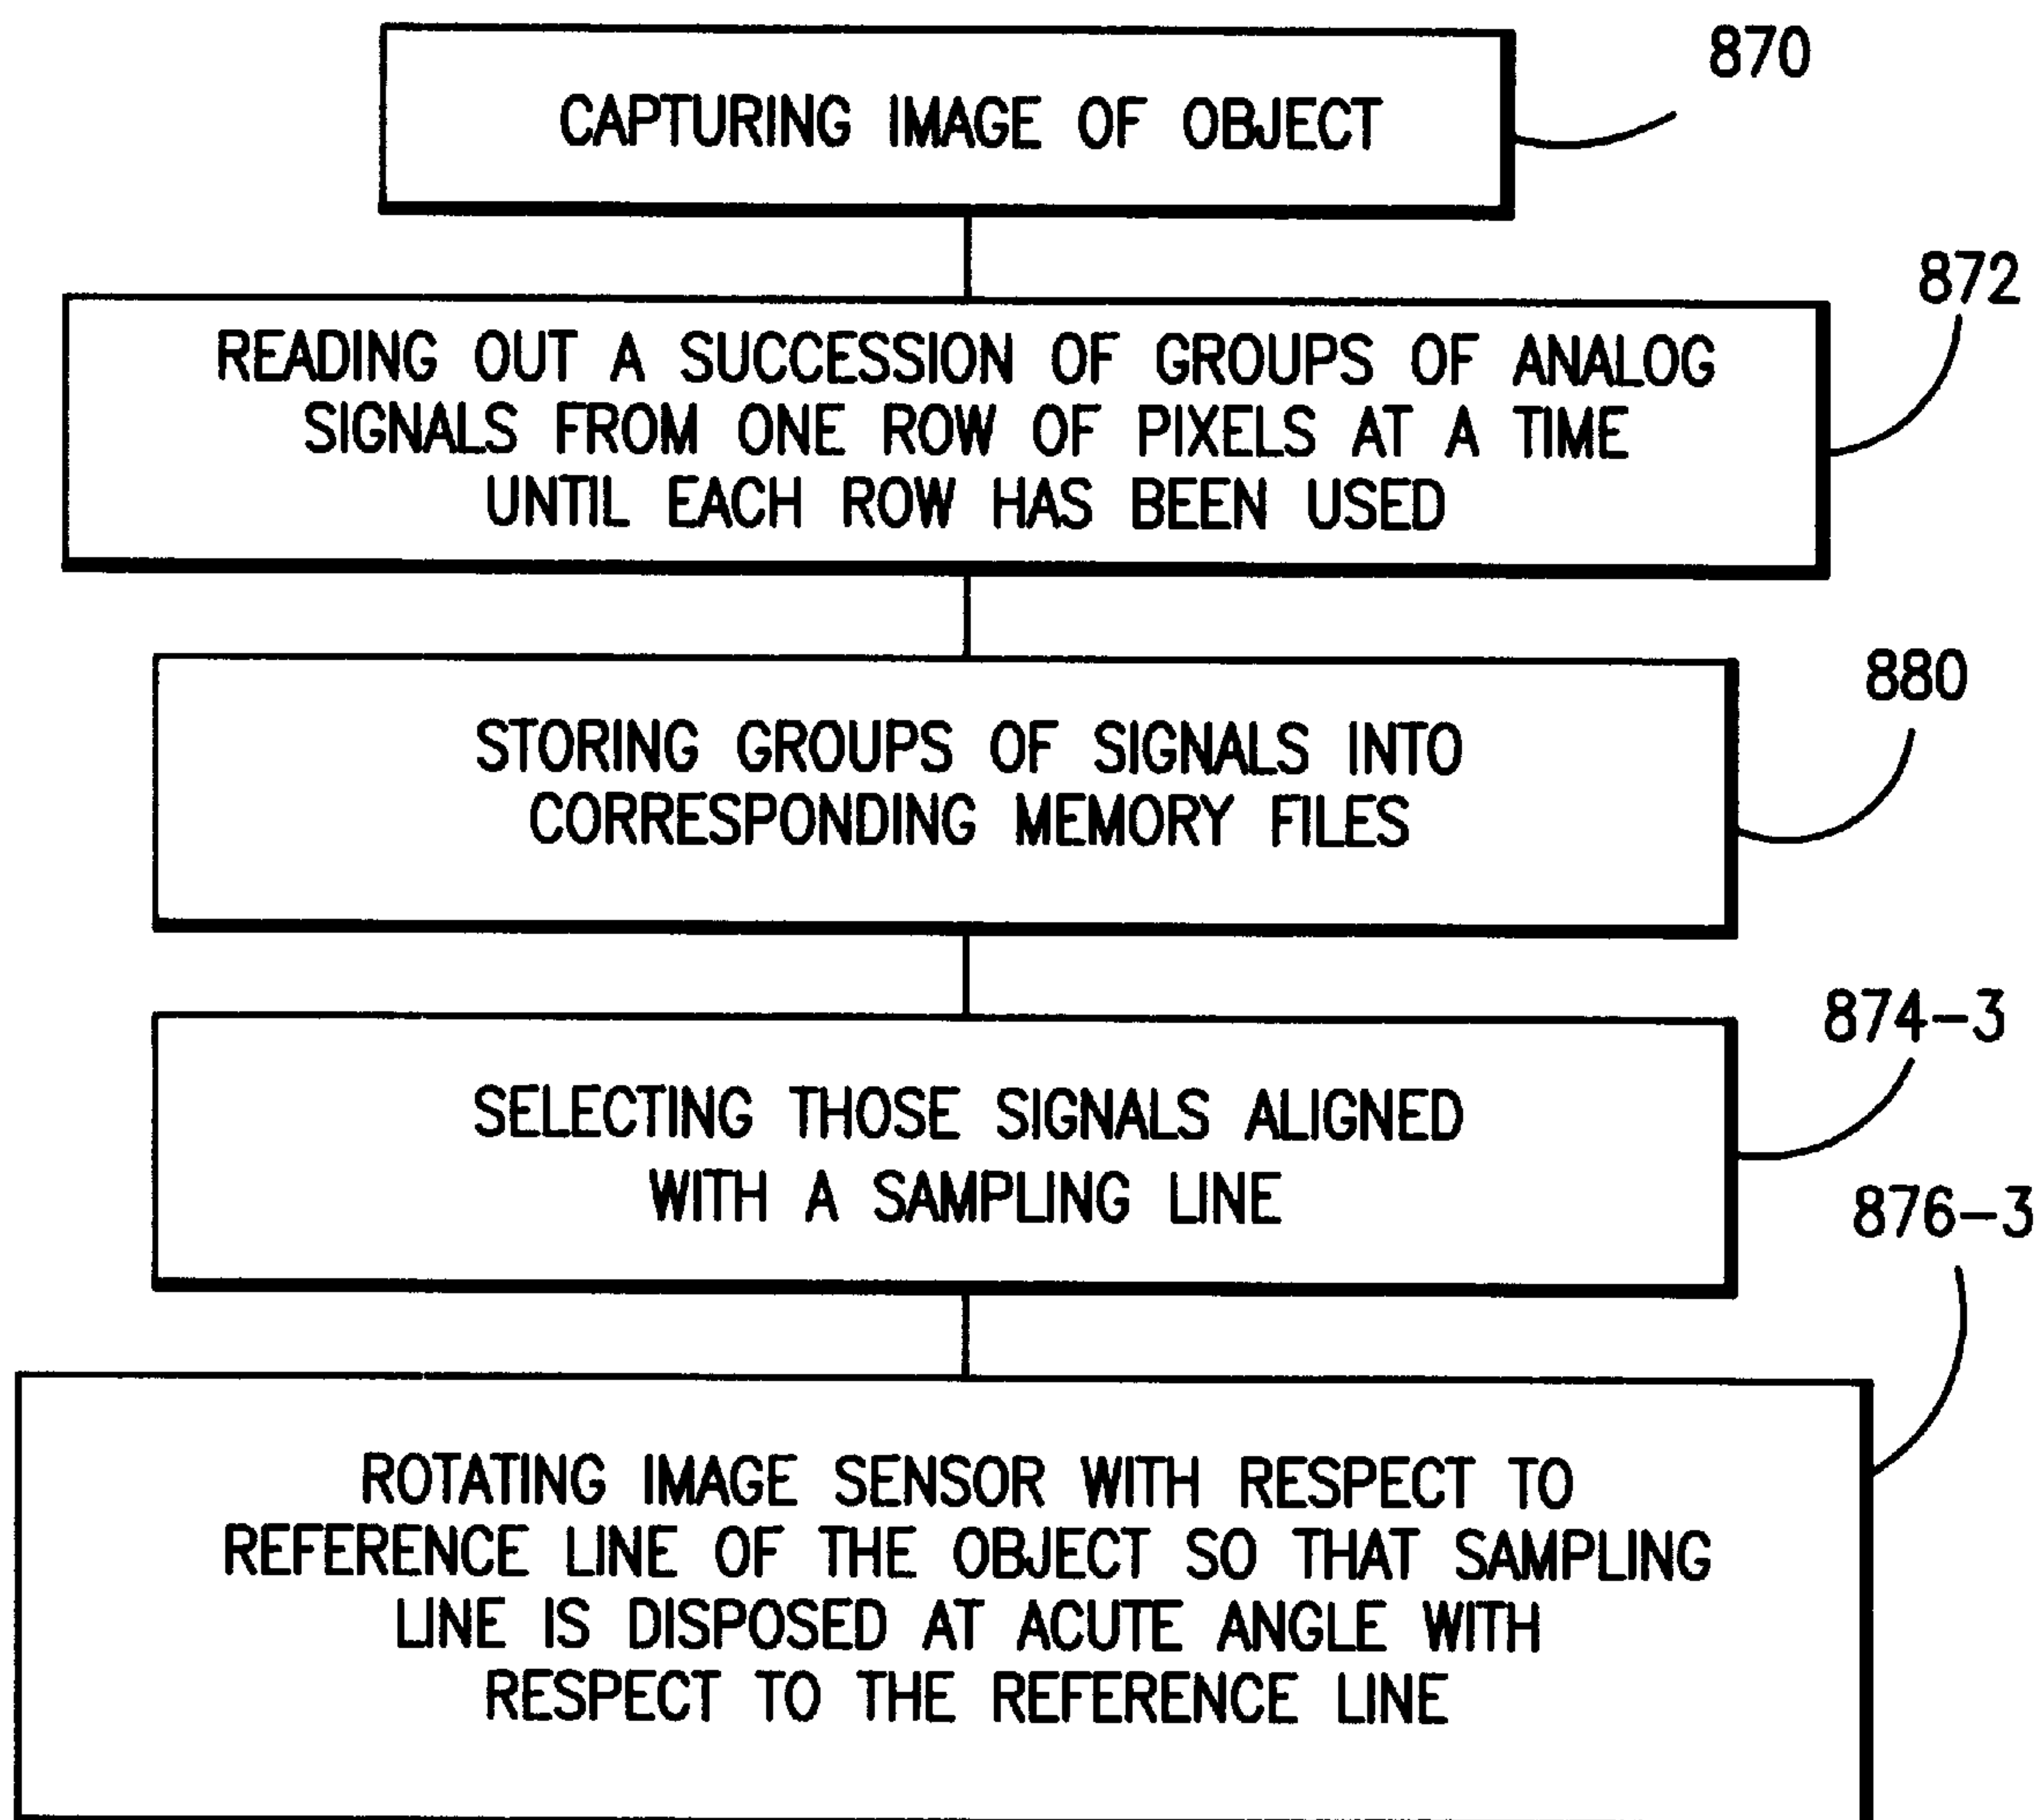 870
CAPTURING IMAGE OF OBJECT
872
READING OUT A SUCCESSION OF GROUPS OF ANALOG
SIGNALS FROM ONE ROW OF PIXELS AT A TIME
UNTIL EACH ROW HAS BEEN USED
880
STORING GROUPS OF SIGNALS INTO
CORRESPONDING MEMORY FILES
874-3
SELECTING THOSE SIGNALS ALIGNED
WITH A SAMPLING LINE
876-3
ROTATING IMAGE SENSOR WITH RESPECT TO
REFERENCE LINE OF THE OBJECT SO THAT SAMPLING
LINE IS DISPOSED AT ACUTE ANGLE WITH
RESPECT TO THE REFERENCE LINE